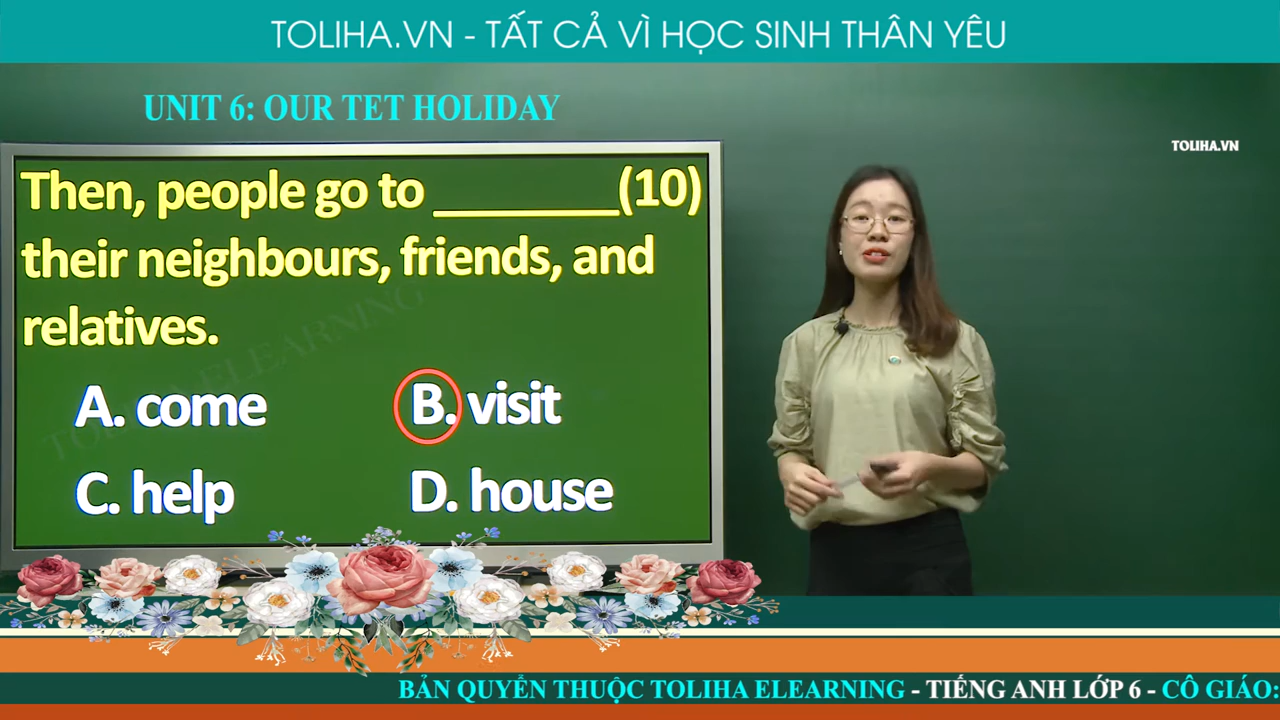 TOLIHA.VN - TẤT CẢ VÌ HỌC SINH THÂN YÊU
UNIT 6: OUR TET HOLIDAY
TOLIHA.VN
Then, people go to ________(10)
their neighbours, friends, and
relatives.
A. come
B. visit
C. help
D. house
TOLIHA ELEARNING
BẢN QUYỀN THUỘC TOLIHA ELEARNING - TIẾNG ANH LỚP 6 - CÔ GIÁO: